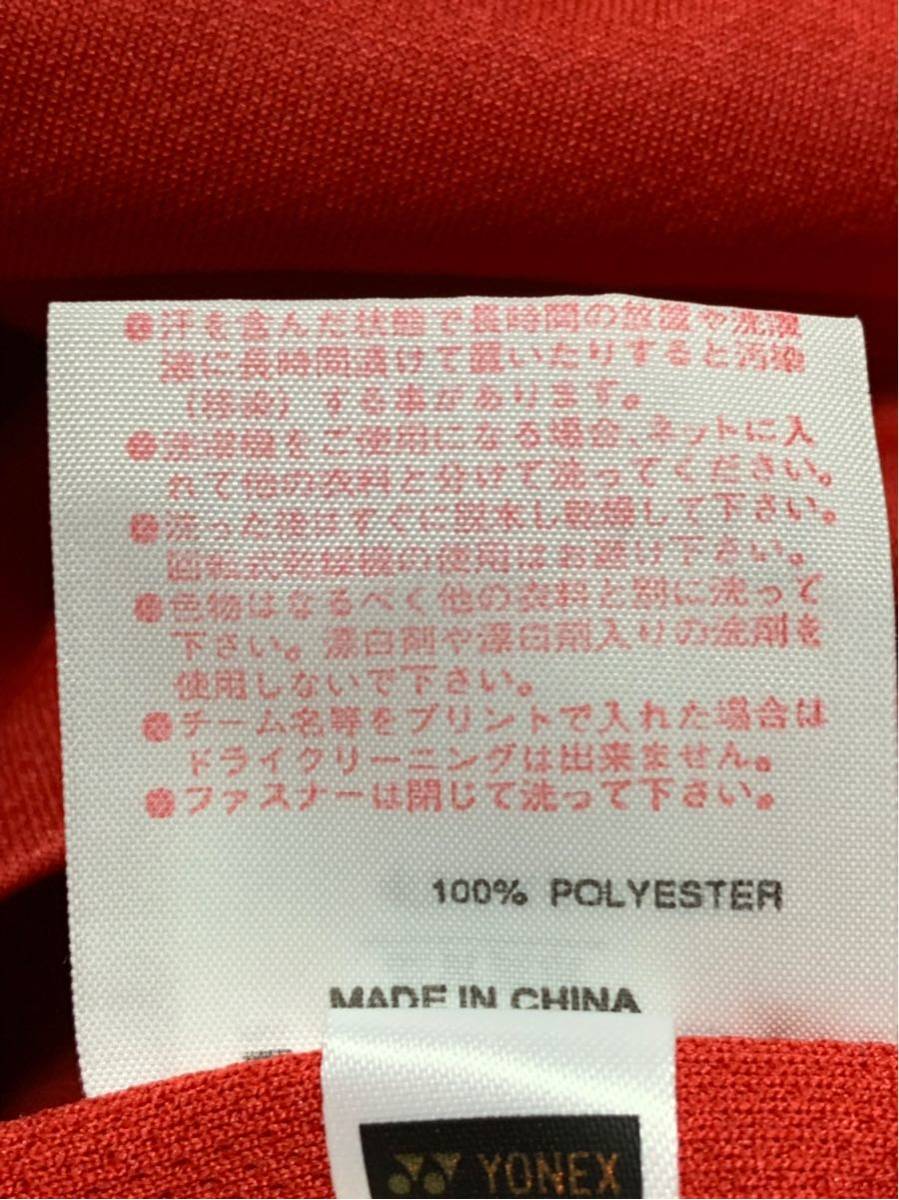 ●汗を含んだ状態で長時間の放置や洗濯
液に長時間漬けて置いたりすると汚染
（移染）する事があります。
●洗濯機をご使用になる場合、ネットに入
れて他の衣料と分けて洗ってください。
●洗った後はすぐに脱水し乾燥して下さい。
回転式乾燥機の使用はお避け下さい。
●色物はなるべく他の衣料と別に洗って
下さい。漂白剤や漂白剤入りの洗剤を
使用しないで下さい。
●チーム名等をプリントで入れた場合は
ドライクリーニングは出来ません。
●ファスナーは閉じて洗って下さい。
100% POLYESTER
MADE IN CHINA
YONEX